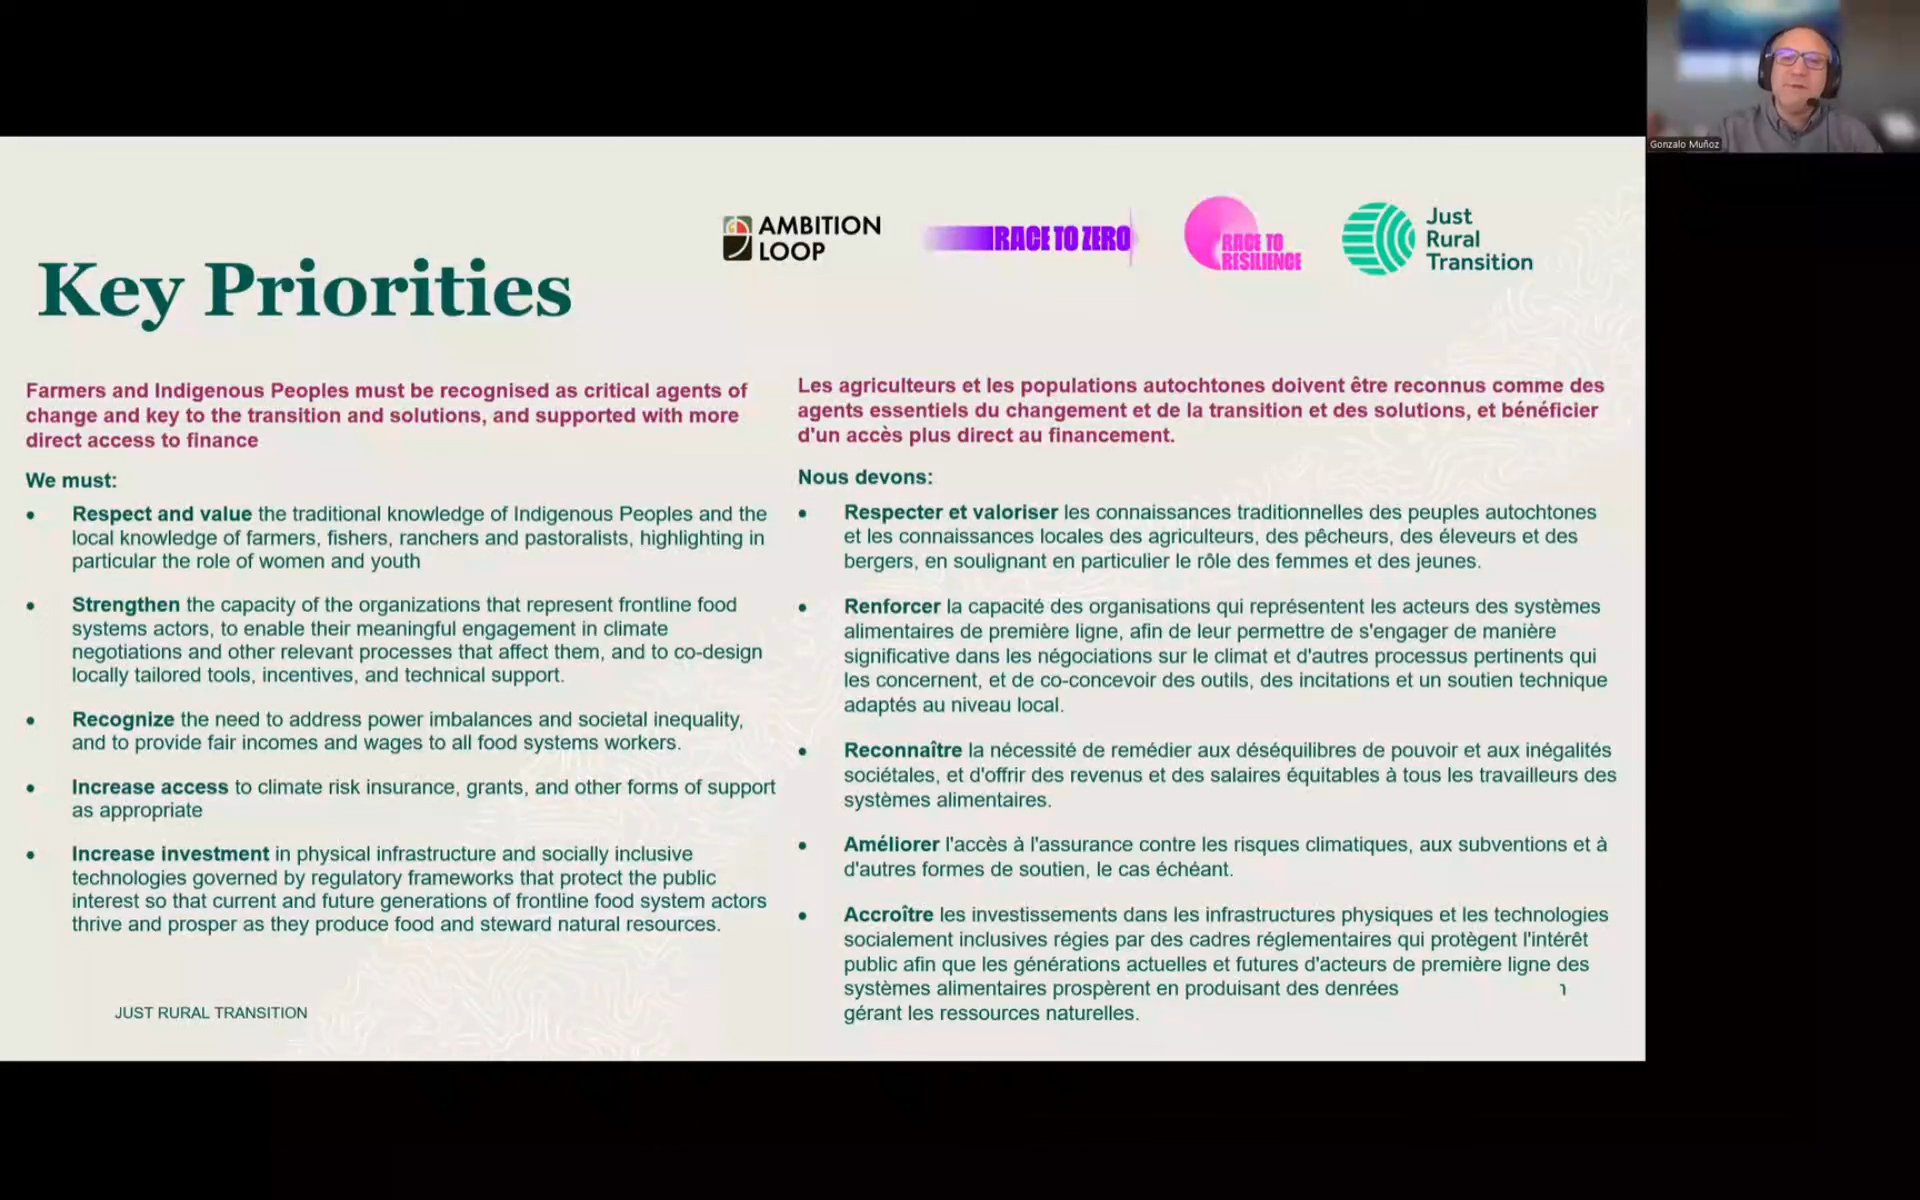 Gonzalo Muñoz
AMBITION
LOOP
RACE TO ZERO
RACE TO
RESILIENCE
Just
Rural
Transition
Key Priorities
Farmers and Indigenous Peoples must be recognised as critical agents of
change and key to the transition and solutions, and supported with more
direct access to finance
We must:
• Respect and value the traditional knowledge of Indigenous Peoples and the
local knowledge of farmers, fishers, ranchers and pastoralists, highlighting in
particular the role of women and youth
• Strengthen the capacity of the organizations that represent frontline food
systems actors, to enable their meaningful engagement in climate
negotiations and other relevant processes that affect them, and to co-design
locally tailored tools, incentives, and technical support.
• Recognize the need to address power imbalances and societal inequality,
and to provide fair incomes and wages to all food systems workers.
• Increase access to climate risk insurance, grants, and other forms of support
as appropriate
• Increase investment in physical infrastructure and socially inclusive
technologies governed by regulatory frameworks that protect the public
interest so that current and future generations of frontline food system actors
thrive and prosper as they produce food and steward natural resources.
JUST RURAL TRANSITION
Les agriculteurs et les populations autochtones doivent être reconnus comme des
agents essentiels du changement et de la transition et des solutions, et bénéficier
d'un accès plus direct au financement.
Nous devons:
• Respecter et valoriser les connaissances traditionnelles des peuples autochtones
et les connaissances locales des agriculteurs, des pêcheurs, des éleveurs et des
bergers, en soulignant en particulier le rôle des femmes et des jeunes.
• Renforcer la capacité des organisations qui représentent les acteurs des systèmes
alimentaires de première ligne, afin de leur permettre de s'engager de manière
significative dans les négociations sur le climat et d'autres processus pertinents qui
les concernent, et de co-concevoir des outils, des incitations et un soutien technique
adaptés au niveau local.
• Reconnaître la nécessité de remédier aux déséquilibres de pouvoir et aux inégalités
sociétales, et d'offrir des revenus et des salaires équitables à tous les travailleurs des
systèmes alimentaires.
• Améliorer l'accès à l'assurance contre les risques climatiques, aux subventions et à
d'autres formes de soutien, le cas échéant.
• Accroître les investissements dans les infrastructures physiques et les technologies
socialement inclusives régies par des cadres réglementaires qui protègent l'intérêt
public afin que les générations actuelles et futures d'acteurs de première ligne des
systèmes alimentaires prospèrent en produisant des denrées
gérant les ressources naturelles.